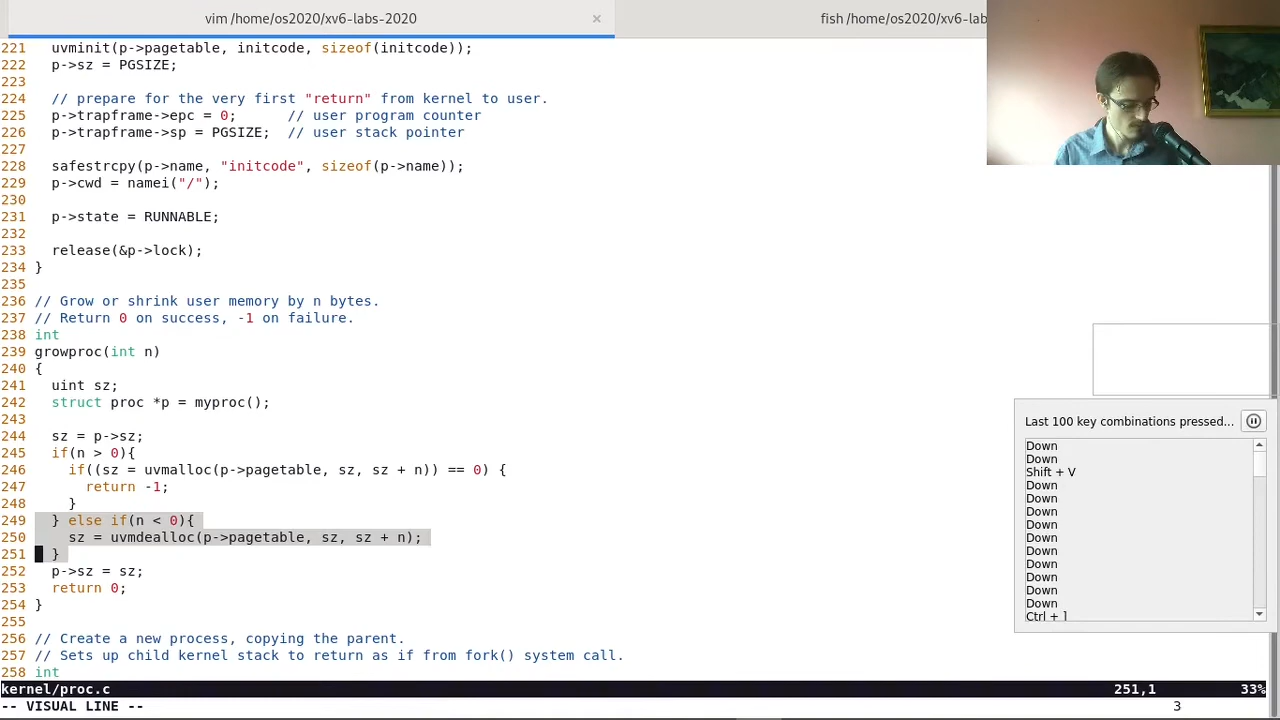 vim /home/os2020/xv6-labs-2020
×
fish /home/os2020/xv6-lab
221   uvminit(p->pagetable, initcode, sizeof(initcode));
222   p->sz = PGSIZE;
223
224   // prepare for the very first "return" from kernel to user.
225   p->trapframe->epc = 0;      // user program counter
226   p->trapframe->sp = PGSIZE;  // user stack pointer
227
228   safestrcpy(p->name, "initcode", sizeof(p->name));
229   p->cwd = namei("/");
230
231   p->state = RUNNABLE;
232
233   release(&p->lock);
234 }
235
236 // Grow or shrink user memory by n bytes.
237 // Return 0 on success, -1 on failure.
238 int
239 growproc(int n)
240 {
241   uint sz;
242   struct proc *p = myproc();
243
244   sz = p->sz;
245   if(n > 0){
246     if((sz = uvmalloc(p->pagetable, sz, sz + n)) == 0) {
247       return -1;
248     }
249   } else if(n < 0){
250     sz = uvmdealloc(p->pagetable, sz, sz + n);
251   }
252   p->sz = sz;
253   return 0;
254 }
255
256 // Create a new process, copying the parent.
257 // Sets up child kernel stack to return as if from fork() system call.
258 int
kernel/proc.c 251,1 33%
-- VISUAL LINE -- 3
Last 100 key combinations pressed...
Down
Down
Shift + V
Down
Down
Down
Down
Down
Down
Down
Down
Down
Down
Ctrl + ]